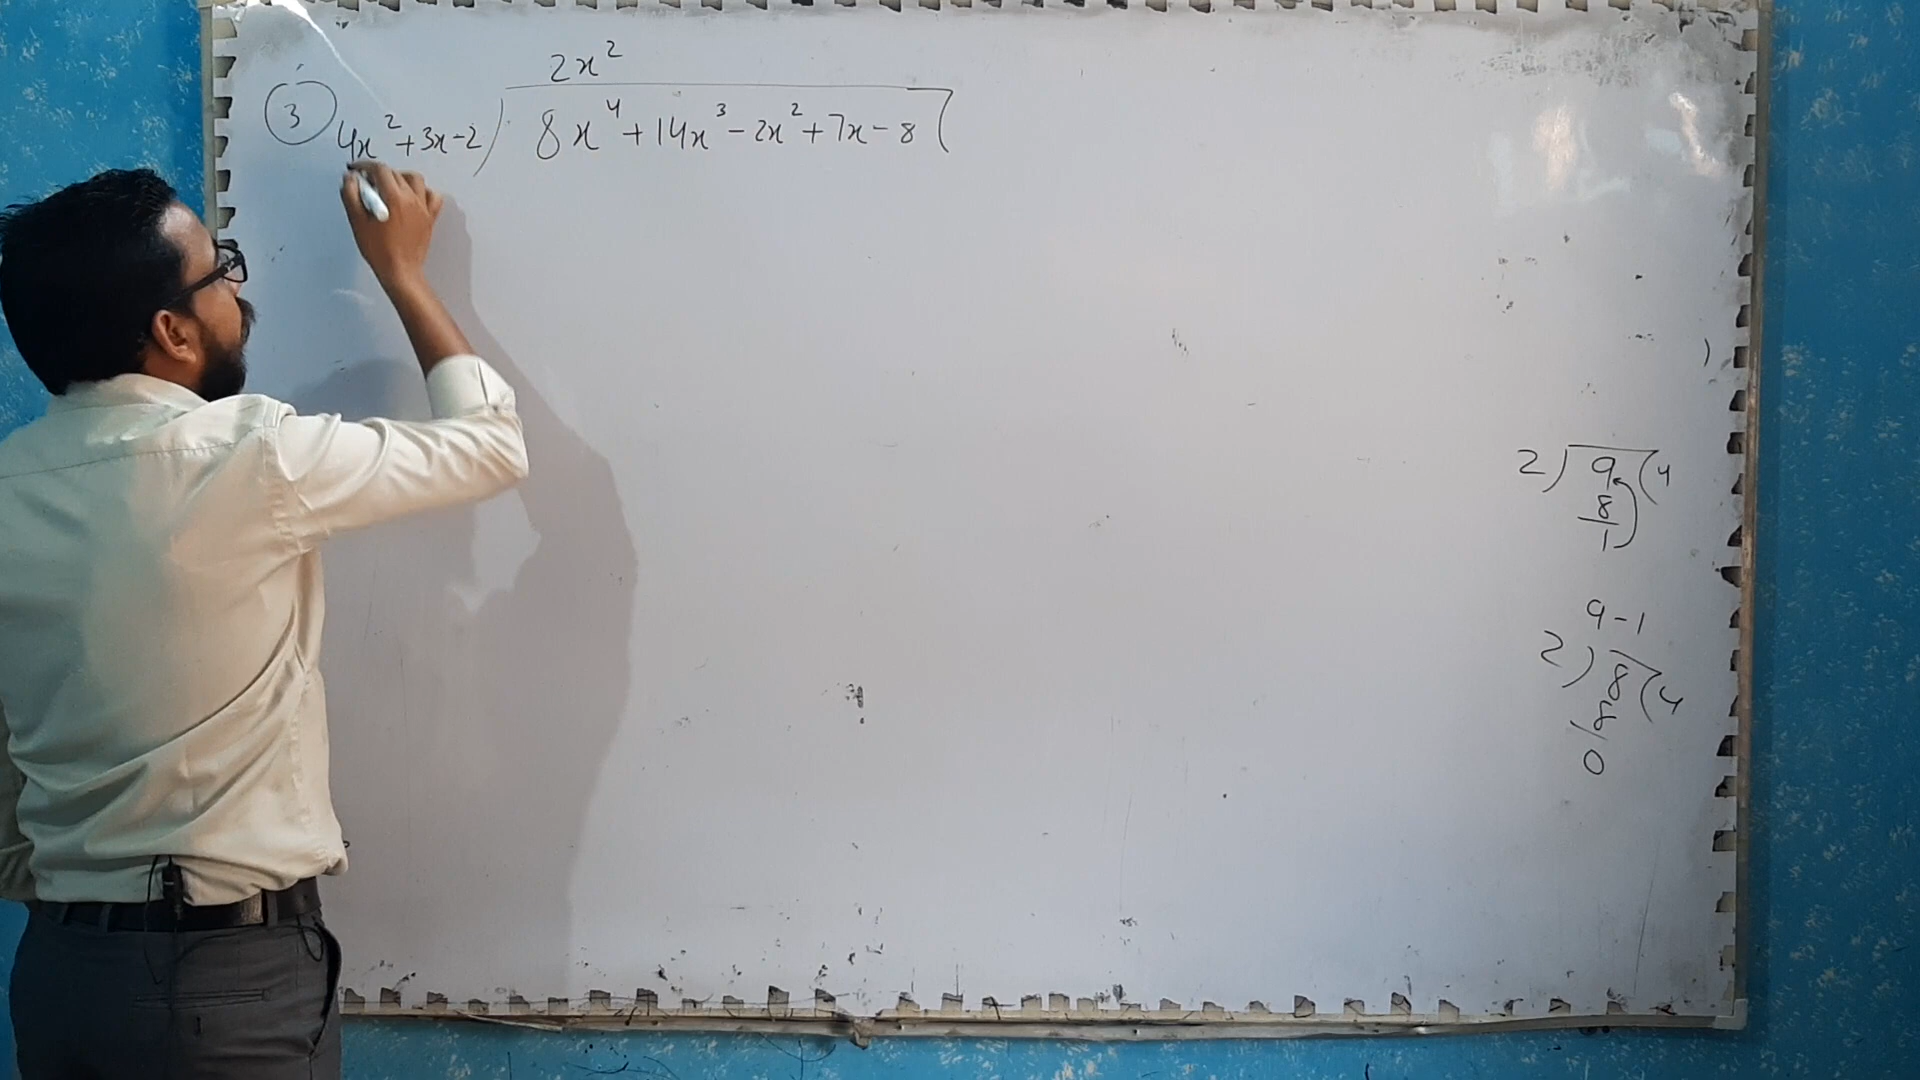 2x²
③ 4x²+3x-2) 8x⁴+14x³-2x²+7x-8(
2) 9 (4
8
1
9-1
2) 8 (4
8
0